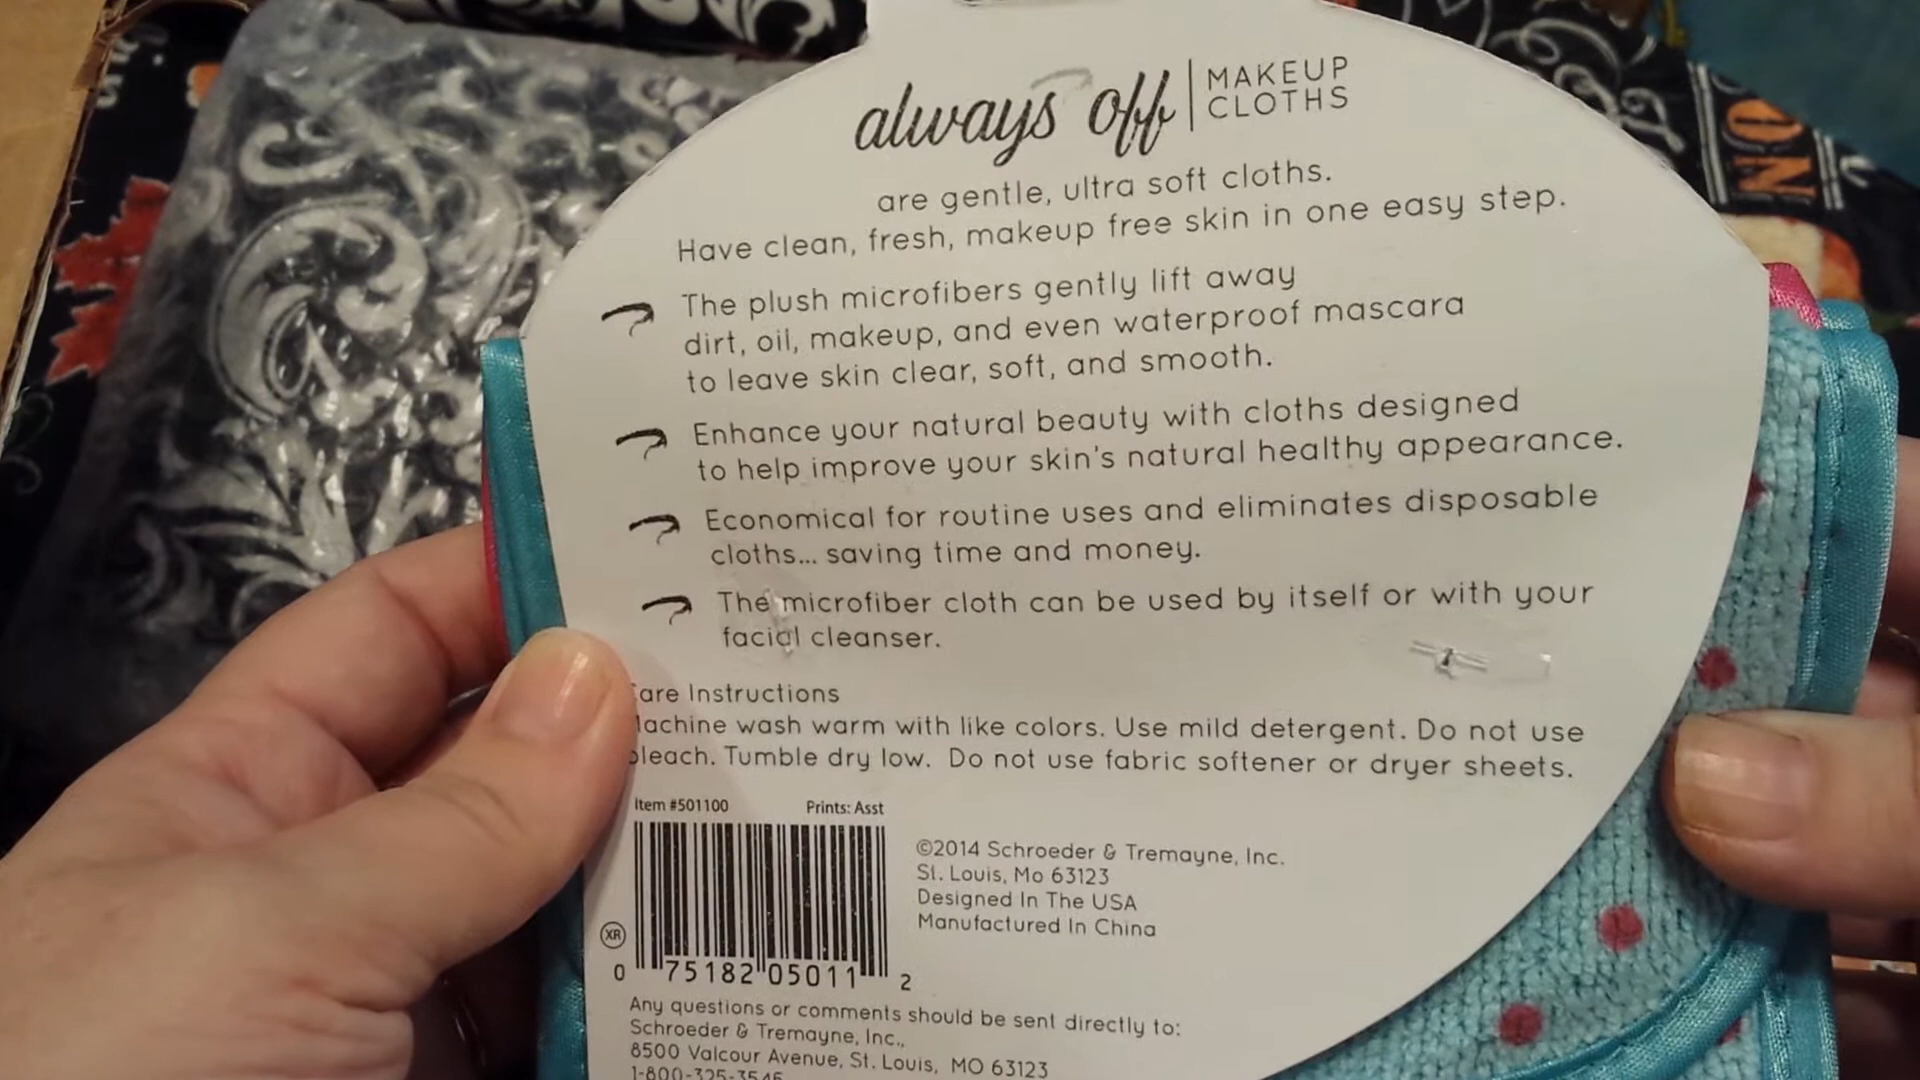 always off | MAKEUP CLOTHS
are gentle, ultra soft cloths.
Have clean, fresh, makeup free skin in one easy step.
The plush microfibers gently lift away
dirt, oil, makeup, and even waterproof mascara
to leave skin clear, soft, and smooth.
Enhance your natural beauty with cloths designed
to help improve your skin's natural healthy appearance.
Economical for routine uses and eliminates disposable
cloths... saving time and money.
The microfiber cloth can be used by itself or with your
facial cleanser.
are Instructions
achine wash warm with like colors. Use mild detergent. Do not use
leach. Tumble dry low. Do not use fabric softener or dryer sheets.
Item #501100 Prints: Asst
©2014 Schroeder & Tremayne, Inc.
St. Louis, Mo 63123
Designed In The USA
Manufactured In China
XR
0 75182 05011 2
Any questions or comments should be sent directly to:
Schroeder & Tremayne, Inc.,
8500 Valcour Avenue, St. Louis, MO 63123
1-800-325-3545
NO